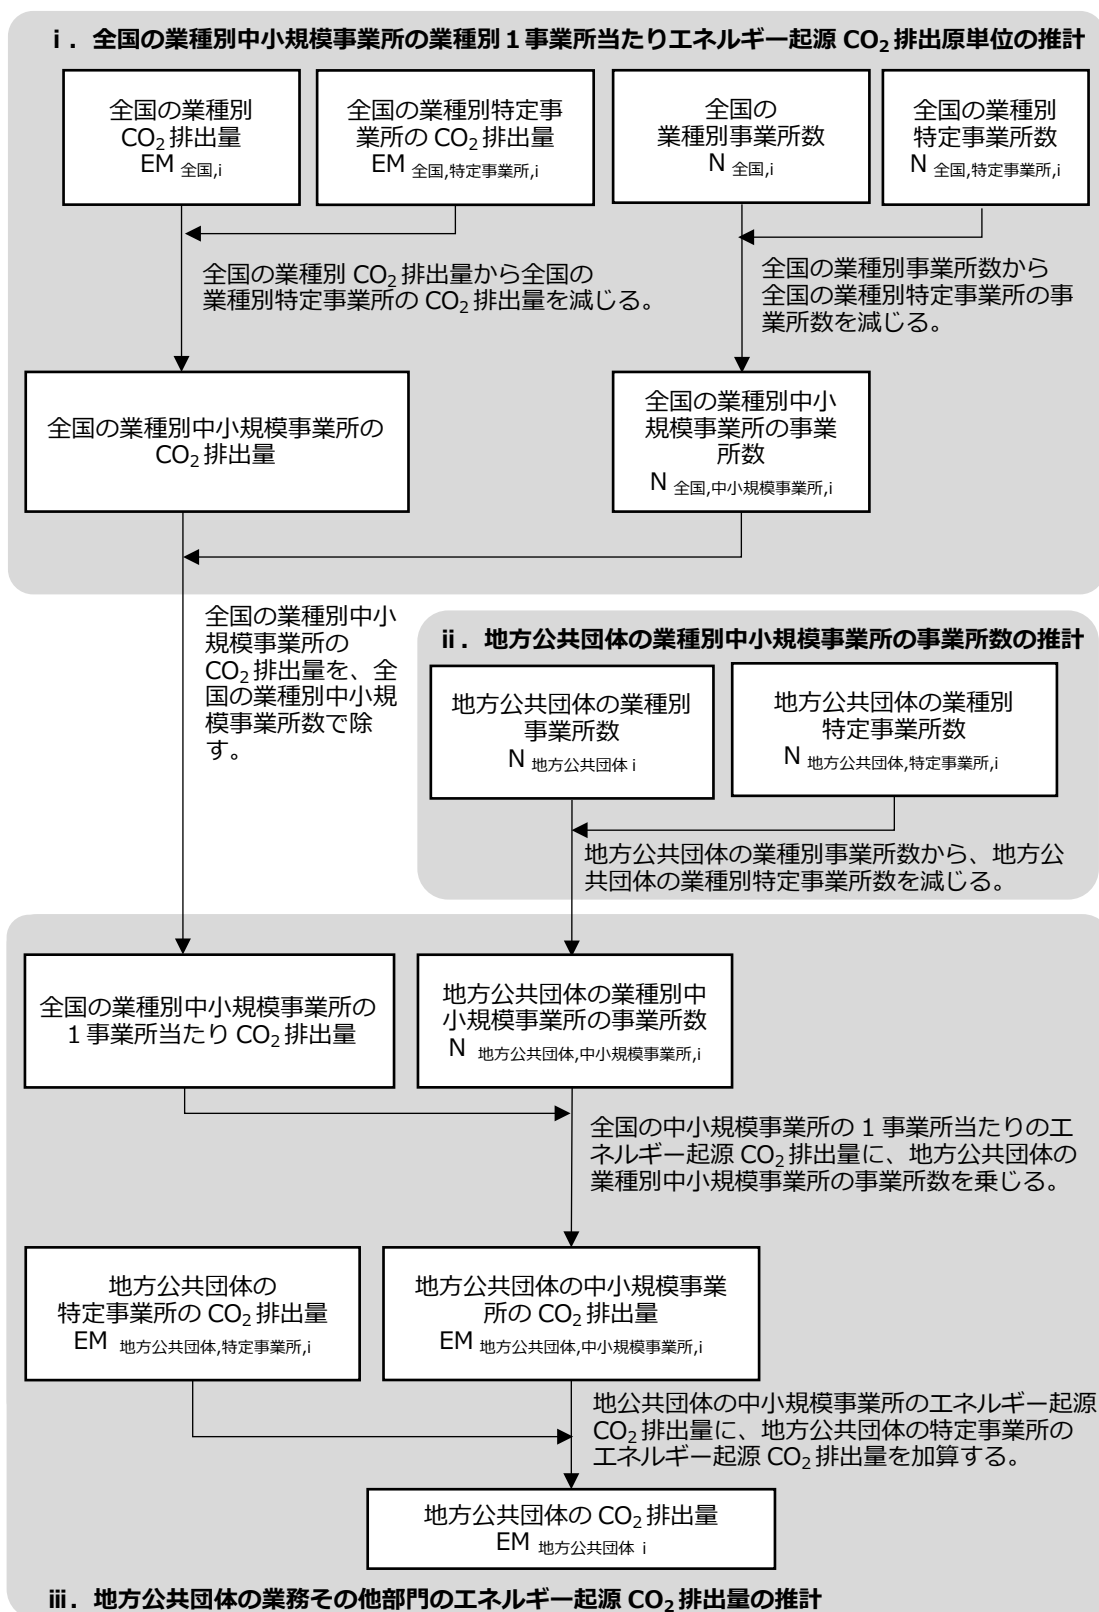 ⅰ．全国の業種別中小規模事業所の業種別１事業所当たりエネルギー起源 CO2 排出原単位の推計
全国の業種別
CO2 排出量
EM 全国,i
全国の業種別特定事
業所の CO2 排出量
EM 全国,特定事業所,i
全国の
業種別事業所数
N 全国,i
全国の業種別
特定事業所数
N 全国,特定事業所,i
全国の業種別 CO2 排出量から全国の
業種別特定事業所の CO2 排出量を減じる。
全国の業種別事業所数から
全国の業種別特定事業所の事
業所数を減じる。
全国の業種別中小規模事業所の
CO2 排出量
全国の業種別中小
規模事業所の事業
所数
N 全国,中小規模事業所,i
全国の業種別中小
規模事業所の
CO2 排出量を、全
国の業種別中小規
模事業所数で除
す。
ⅱ．地方公共団体の業種別中小規模事業所の事業所数の推計
地方公共団体の業種別
事業所数
N 地方公共団体 i
地方公共団体の業種別
特定事業所数
N 地方公共団体,特定事業所,i
地方公共団体の業種別事業所数から、地方公
共団体の業種別特定事業所数を減じる。
全国の業種別中小規模事業所の
１事業所当たり CO2 排出量
地方公共団体の業種別中
小規模事業所の事業所数
N 地方公共団体,中小規模事業所,i
全国の中小規模事業所の１事業所当たりのエ
ネルギー起源 CO2 排出量に、地方公共団体の
業種別中小規模事業所の事業所数を乗じる。
地方公共団体の
特定事業所の CO2 排出量
EM 地方公共団体,特定事業所,i
地方公共団体の中小規模事業
所の CO2 排出量
EM 地方公共団体,中小規模事業所,i
地公共団体の中小規模事業所のエネルギー起源
CO2 排出量に、地方公共団体の特定事業所の
エネルギー起源 CO2 排出量を加算する。
地方公共団体の CO2 排出量
EM 地方公共団体 i
ⅲ．地方公共団体の業務その他部門のエネルギー起源 CO2 排出量の推計